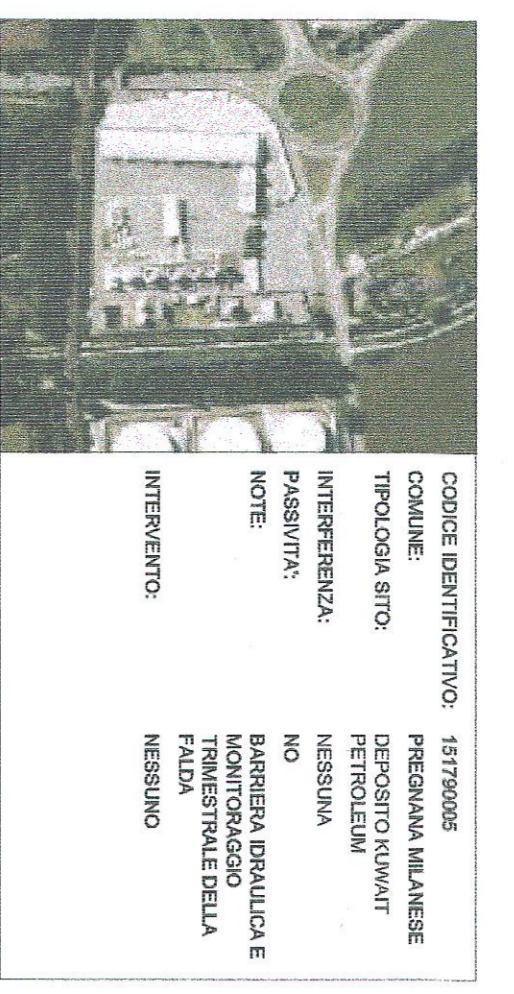 CODICE IDENTIFICATIVO: 151790005
COMUNE: PREGNANA MILANESE
TIPOLOGIA SITO: DEPOSITO KUWAIT
PETROLEUM
INTERFERENZA: NESSUNA
PASSIVITA': NO
NOTE: BARRIERA IDRAULICA E
MONITORAGGIO
TRIMESTRALE DELLA
FALDA
INTERVENTO: NESSUNO